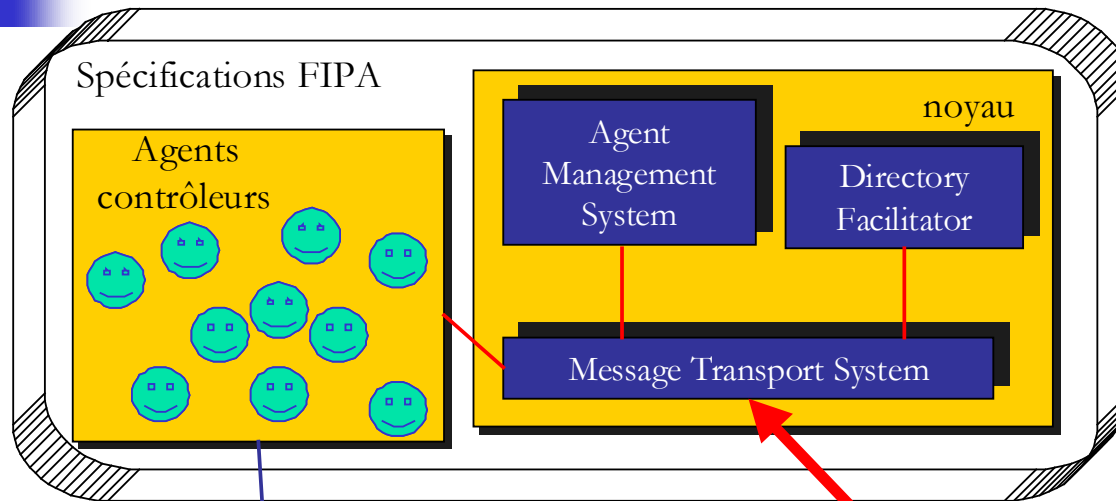 Spécifications FIPA
Agents
contrôleurs
noyau
Agent
Management
System
Directory
Facilitator
Message Transport System